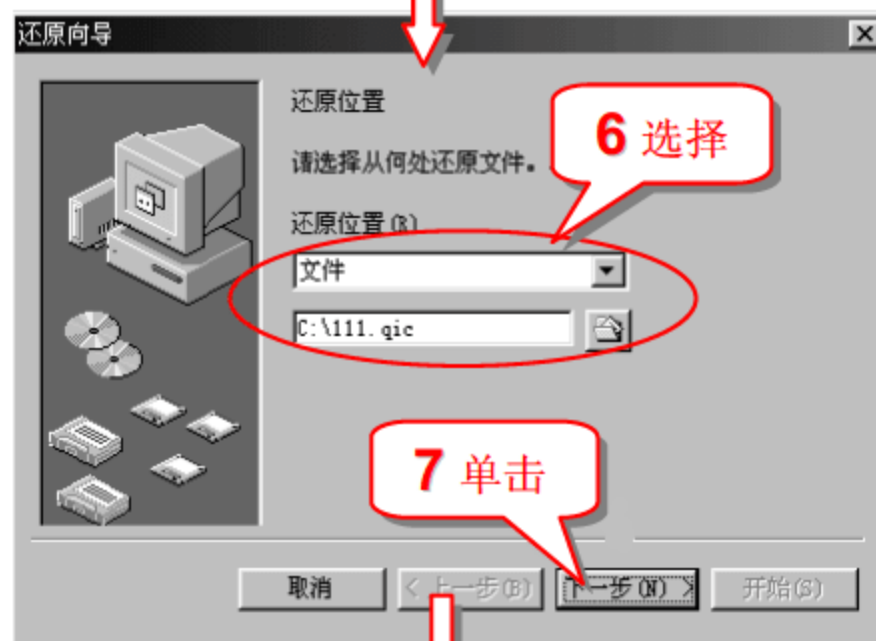 还原向导
还原位置
6 选择
请选择从何处还原文件。
还原位置(R)
文件
C:\111.qic
7 单击
取消
< 上一步(B)
下一步(N) >
开始(S)